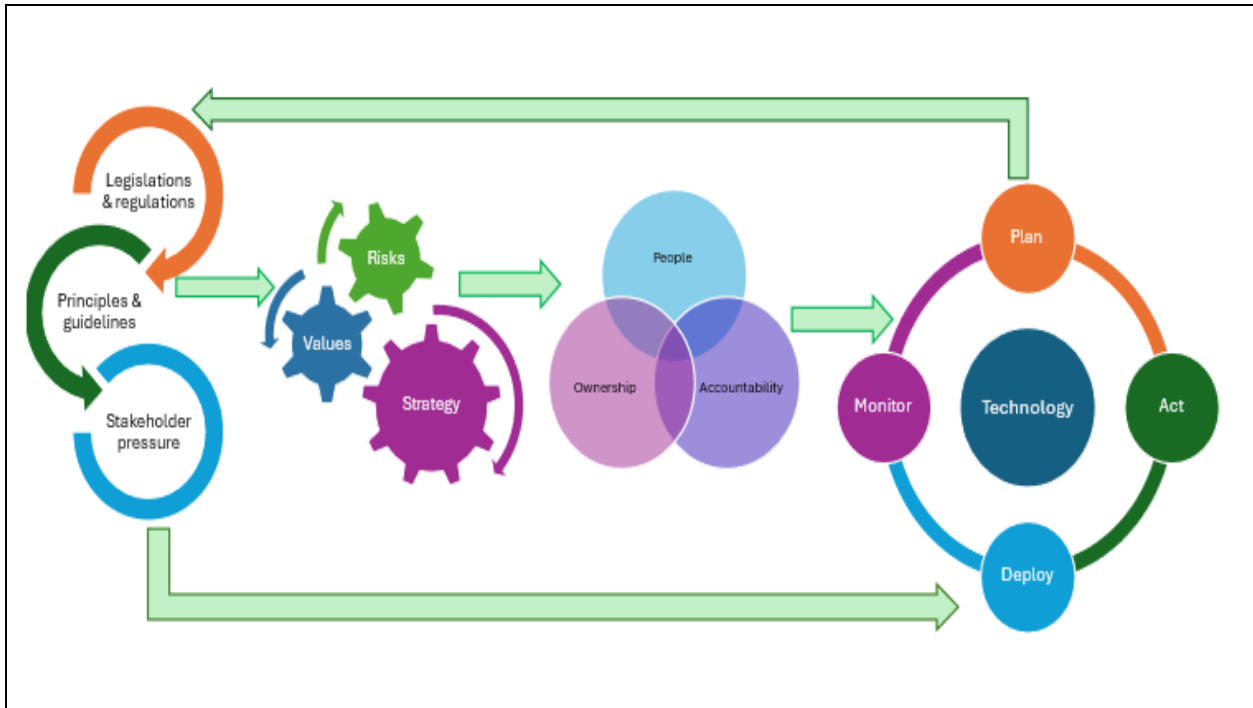 Legislations
& regulations
Principles &
guidelines
Stakeholder
pressure
Risks
Values
Strategy
People
Ownership
Accountability
Plan
Monitor
Technology
Act
Deploy